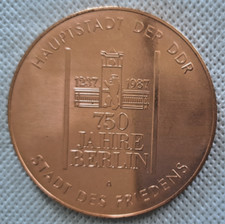 HAUPTSTADT DER DDR
1237 1987
750
JAHRE
BERLIN
A
STADT DES FRIEDENS